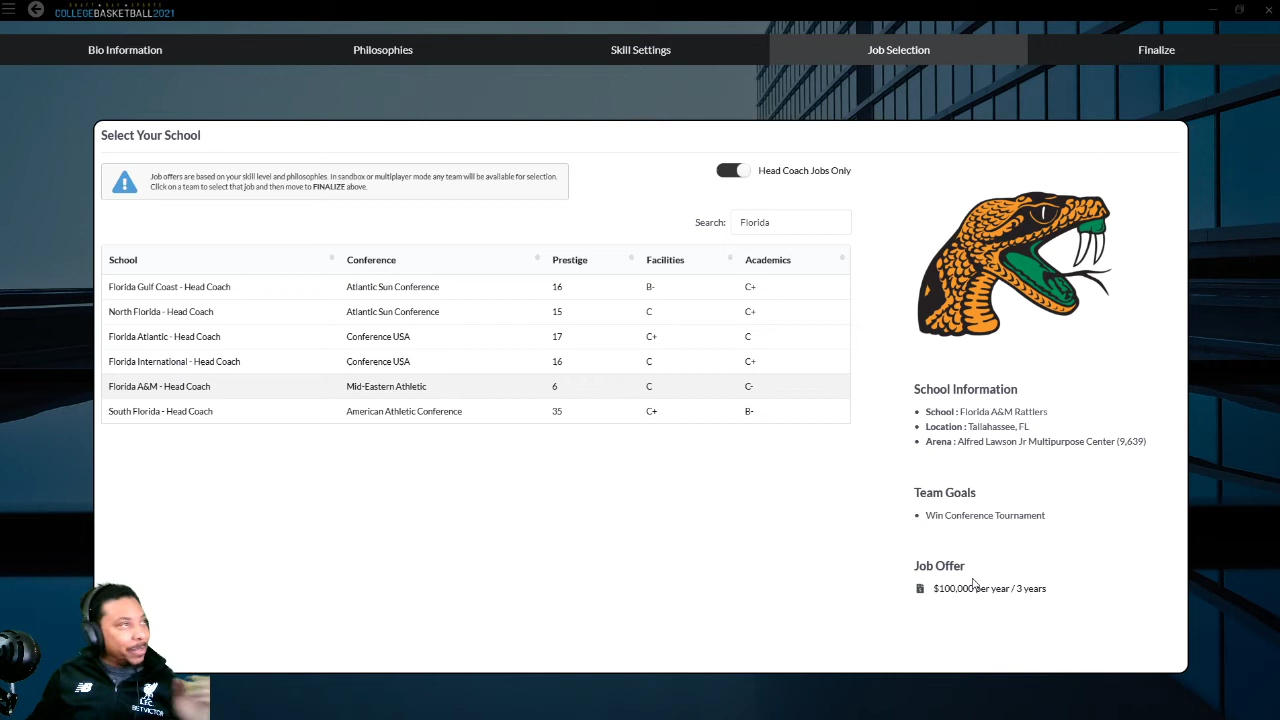 DRAFT DAY SPORTS
COLLEGEBASKETBALL2021
Bio Information
Philosophies
Skill Settings
Job Selection
Finalize
Select Your School
Job offers are based on your skill level and philosophies. In sandbox or multiplayer mode any team will be available for selection.
Click on a team to select that job and then move to FINALIZE above.
Head Coach Jobs Only
Search: Florida
School Conference Prestige Facilities Academics
Florida Gulf Coast - Head Coach Atlantic Sun Conference 16 B- C+
North Florida - Head Coach Atlantic Sun Conference 15 C C+
Florida Atlantic - Head Coach Conference USA 17 C+ C
Florida International - Head Coach Conference USA 16 C C+
Florida A&M - Head Coach Mid-Eastern Athletic 6 C C-
South Florida - Head Coach American Athletic Conference 35 C+ B-
School Information
School : Florida A&M Rattlers
Location : Tallahassee, FL
Arena : Alfred Lawson Jr Multipurpose Center (9,639)
Team Goals
Win Conference Tournament
Job Offer
$100,000 per year / 3 years
L.F.C.
BETVICTOR